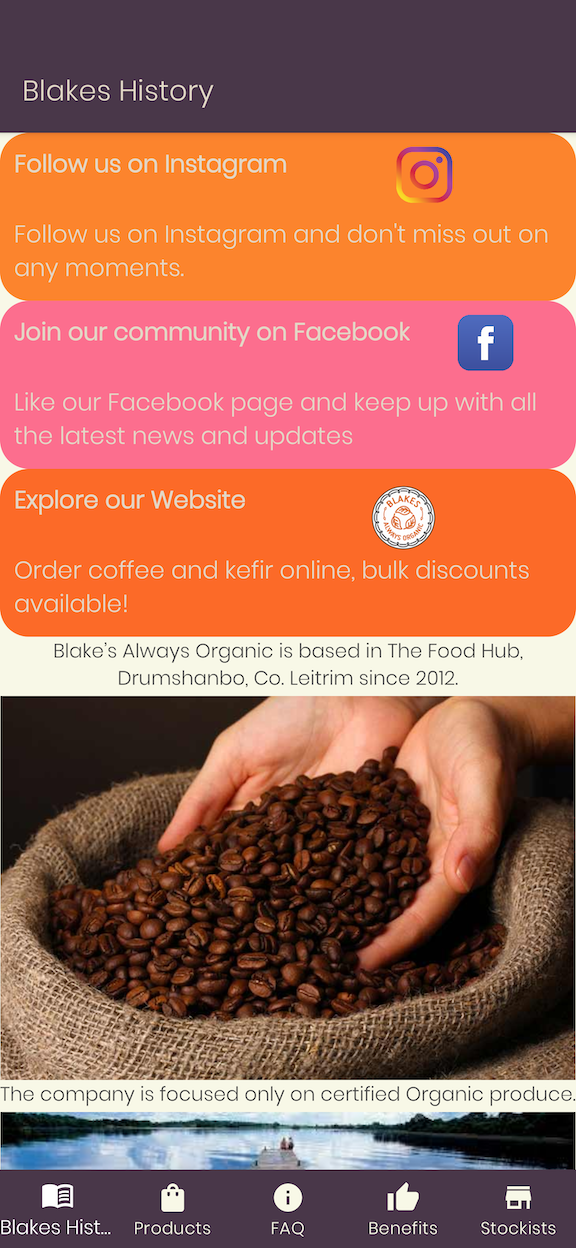 Blakes History
Follow us on Instagram
Follow us on Instagram and don't miss out on
any moments.
Join our community on Facebook
f
Like our Facebook page and keep up with all
the latest news and updates
Explore our Website
BLAKES
ALWAYS ORGANIC
Order coffee and kefir online, bulk discounts
available!
Blake's Always Organic is based in The Food Hub,
Drumshanbo, Co. Leitrim since 2012.
The company is focused only on certified Organic produce.
Blakes Hist...
Products
FAQ
Benefits
Stockists